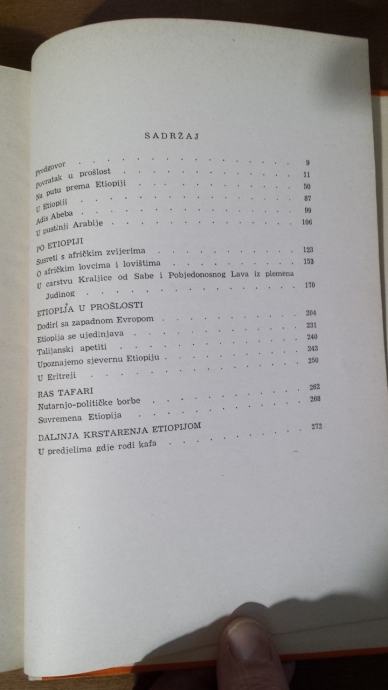 SADRŽAJ
Predgovor . . . . . . . . . . . 9
Povratak u prošlost . . . . . . . . . 11
Na putu prema Etiopiji . . . . . . . . 50
U Etiopiji . . . . . . . . . . . 87
Adis Abeba . . . . . . . . . . . 99
U pustinji Arabije . . . . . . . . . 106
PO ETIOPIJI
Susreti s afričkim zvijerima . . . . . . . 123
O afričkim lovcima i lovištima . . . . . . . 153
U carstvu Kraljice od Sabe i Pobjedonosnog Lava iz plemena
Judinog . . . . . . . . . . . 170
ETIOPIJA U PROŠLOSTI
Dodiri sa zapadnom Evropom . . . . . . . 204
Etiopija se ujedinjava . . . . . . . . 231
Talijanski apetiti . . . . . . . . . 240
Upoznajemo sjevernu Etiopiju . . . . . . . 243
U Eritreji . . . . . . . . . . . 250
RAS TAFARI
Nutarnjo-političke borbe . . . . . . . . 262
Suvremena Etiopija . . . . . . . . . 268
DALJNJA KRSTARENJA ETIOPIJOM
U predjelima gdje rodi kafa . . . . . . . 272